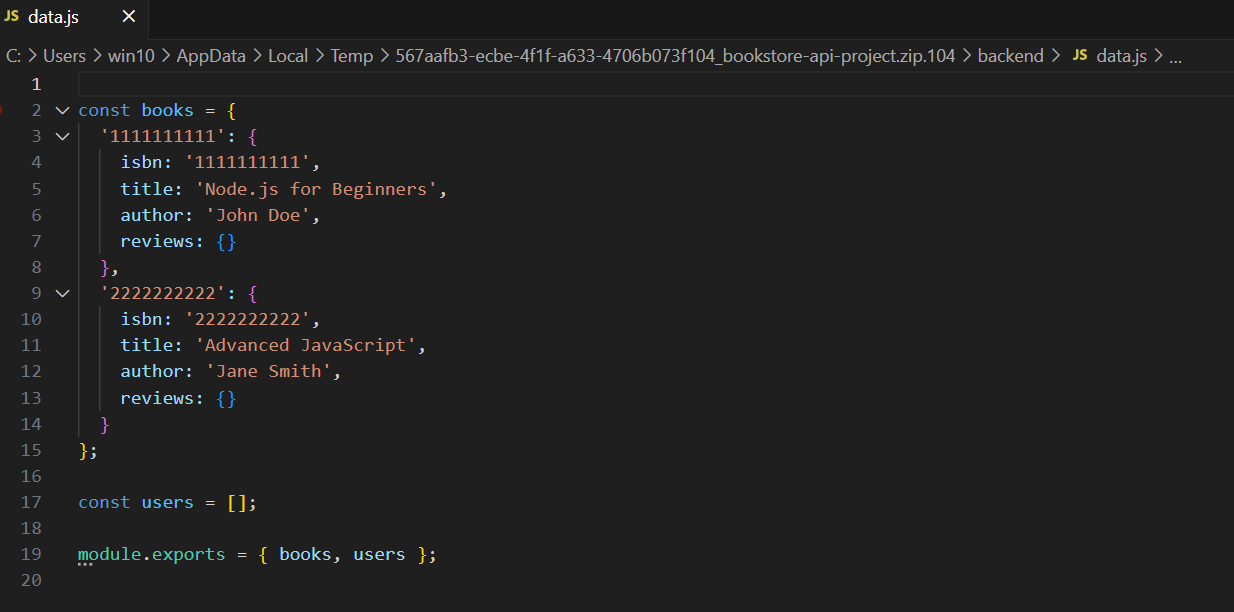 JS data.js ×
C: > Users > win10 > AppData > Local > Temp > 567aafb3-ecbe-4f1f-a633-4706b073f104_bookstore-api-project.zip.104 > backend > JS data.js > ...
1
2 const books = {
3   '1111111111': {
4     isbn: '1111111111',
5     title: 'Node.js for Beginners',
6     author: 'John Doe',
7     reviews: {}
8   },
9   '2222222222': {
10     isbn: '2222222222',
11     title: 'Advanced JavaScript',
12     author: 'Jane Smith',
13     reviews: {}
14   }
15 };
16
17 const users = [];
18
19 module.exports = { books, users };
20